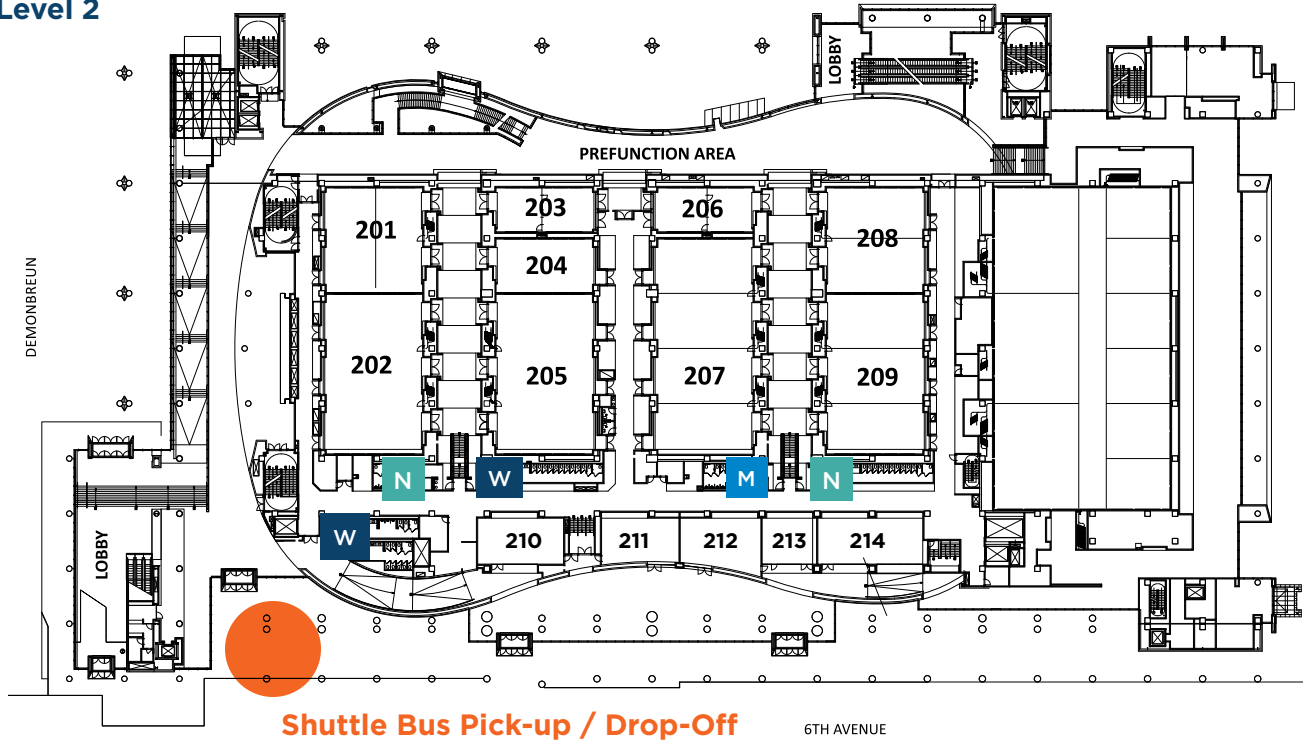 Level 2
LOBBY
PREFUNCTION AREA
201
203
206
208
204
DEMONBREUN
202
205
207
209
N
W
M
N
W
LOBBY
210
211
212
213
214
Shuttle Bus Pick-up / Drop-Off
6TH AVENUE